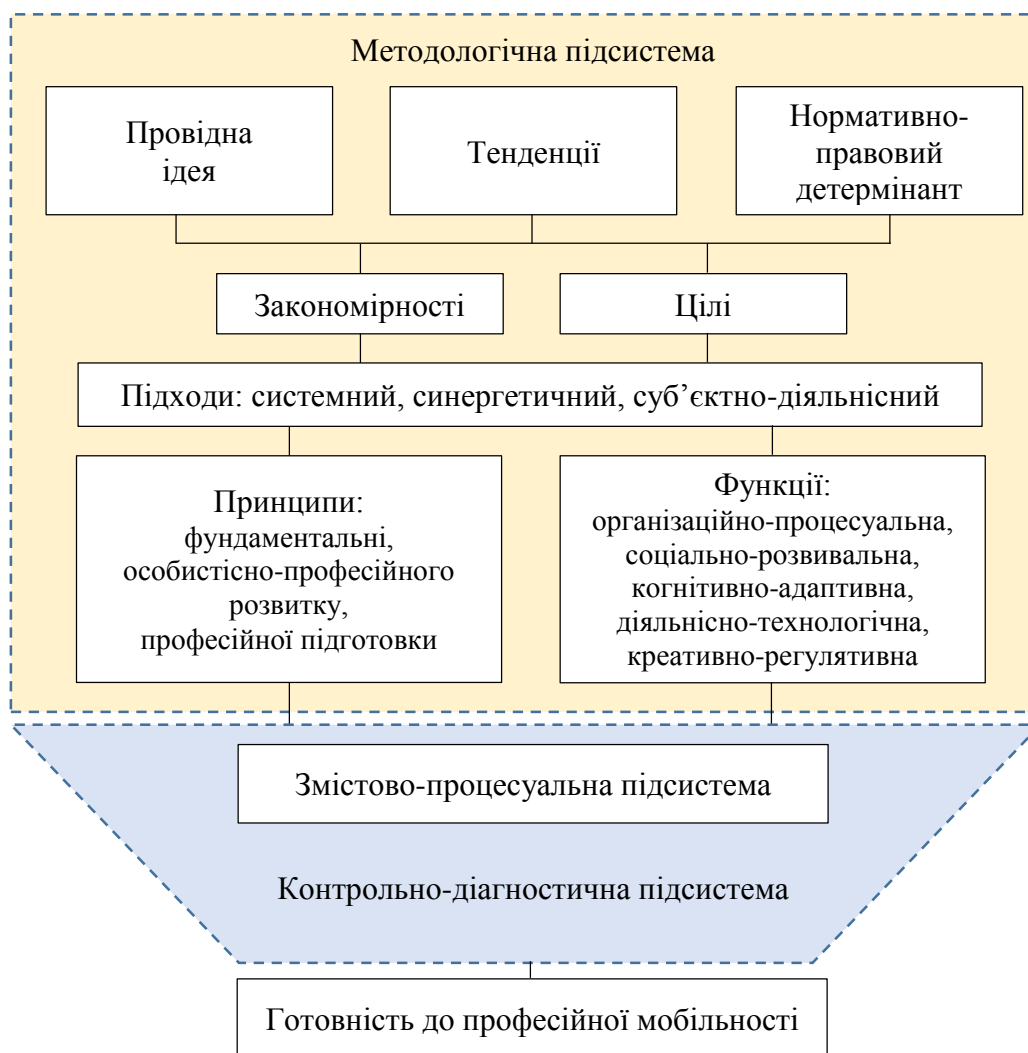 Методологічна підсистема
Провідна
ідея
Тенденції
Нормативно-
правовий
детермінант
Закономірності
Цілі
Підходи: системний, синергетичний, суб’єктно-діяльнісний
Принципи:
фундаментальні,
особистісно-професійного
розвитку,
професійної підготовки
Функції:
організаційно-процесуальна,
соціально-розвивальна,
когнітивно-адаптивна,
діяльнісно-технологічна,
креативно-регулятивна
Змістово-процесуальна підсистема
Контрольно-діагностична підсистема
Готовність до професійної мобільності